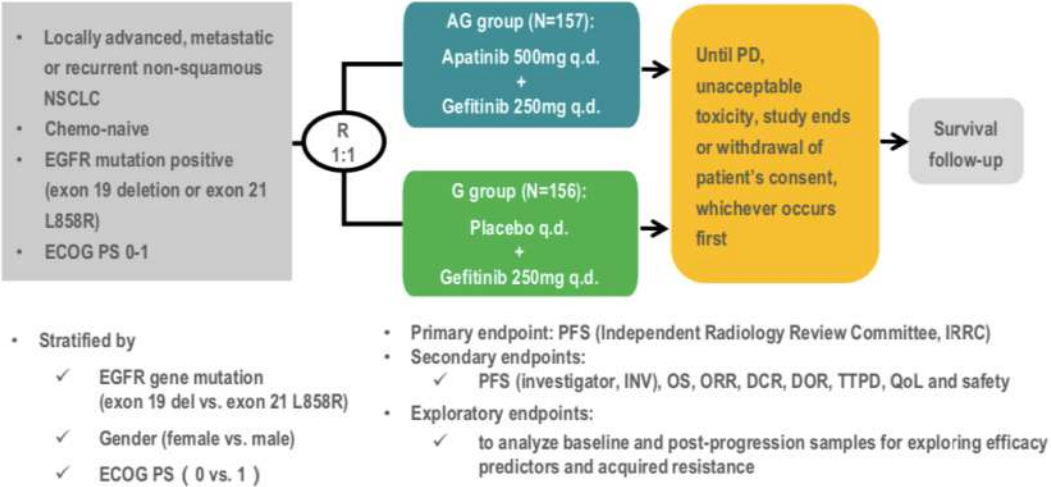 • Locally advanced, metastatic
or recurrent non-squamous
NSCLC
• Chemo-naive
• EGFR mutation positive
(exon 19 deletion or exon 21
L858R)
• ECOG PS 0-1
R
1:1
AG group (N=157):
Apatinib 500mg q.d.
+
Gefitinib 250mg q.d.
G group (N=156):
Placebo q.d.
+
Gefitinib 250mg q.d.
Until PD,
unacceptable
toxicity, study ends
or withdrawal of
patient's consent,
whichever occurs
first
Survival
follow-up
• Stratified by
✓ EGFR gene mutation
(exon 19 del vs. exon 21 L858R)
✓ Gender (female vs. male)
✓ ECOG PS ( 0 vs. 1 )
• Primary endpoint: PFS (Independent Radiology Review Committee, IRRC)
• Secondary endpoints:
✓ PFS (investigator, INV), OS, ORR, DCR, DOR, TTPD, QoL and safety
• Exploratory endpoints:
✓ to analyze baseline and post-progression samples for exploring efficacy
predictors and acquired resistance